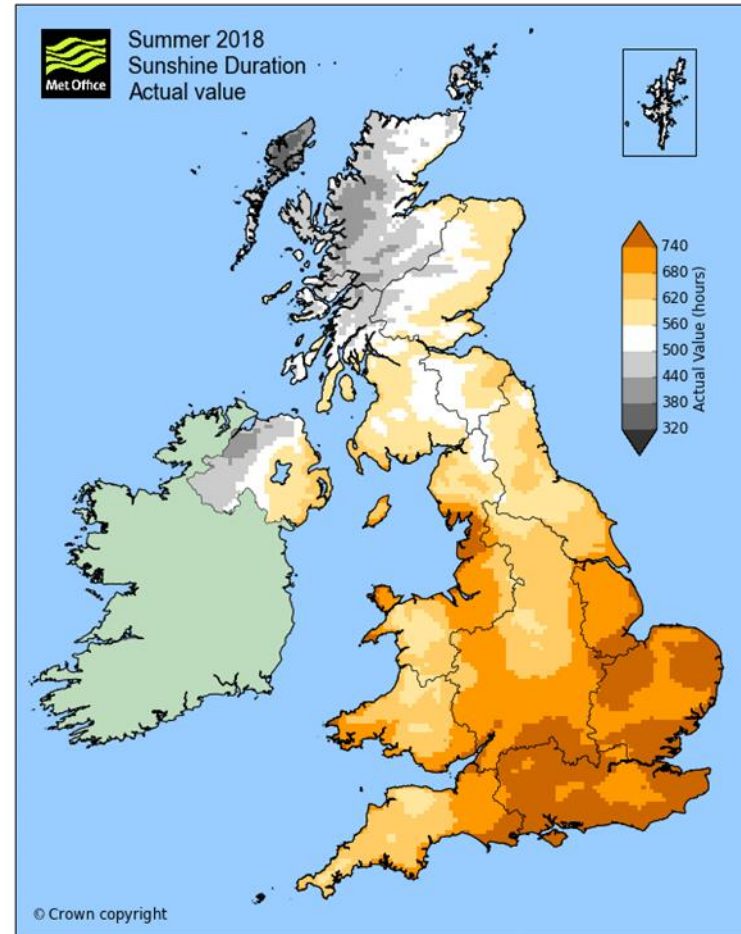 Met Office
Summer 2018
Sunshine Duration
Actual value
740
680
620
560
500
440
380
320
Actual Value (hours)
© Crown copyright